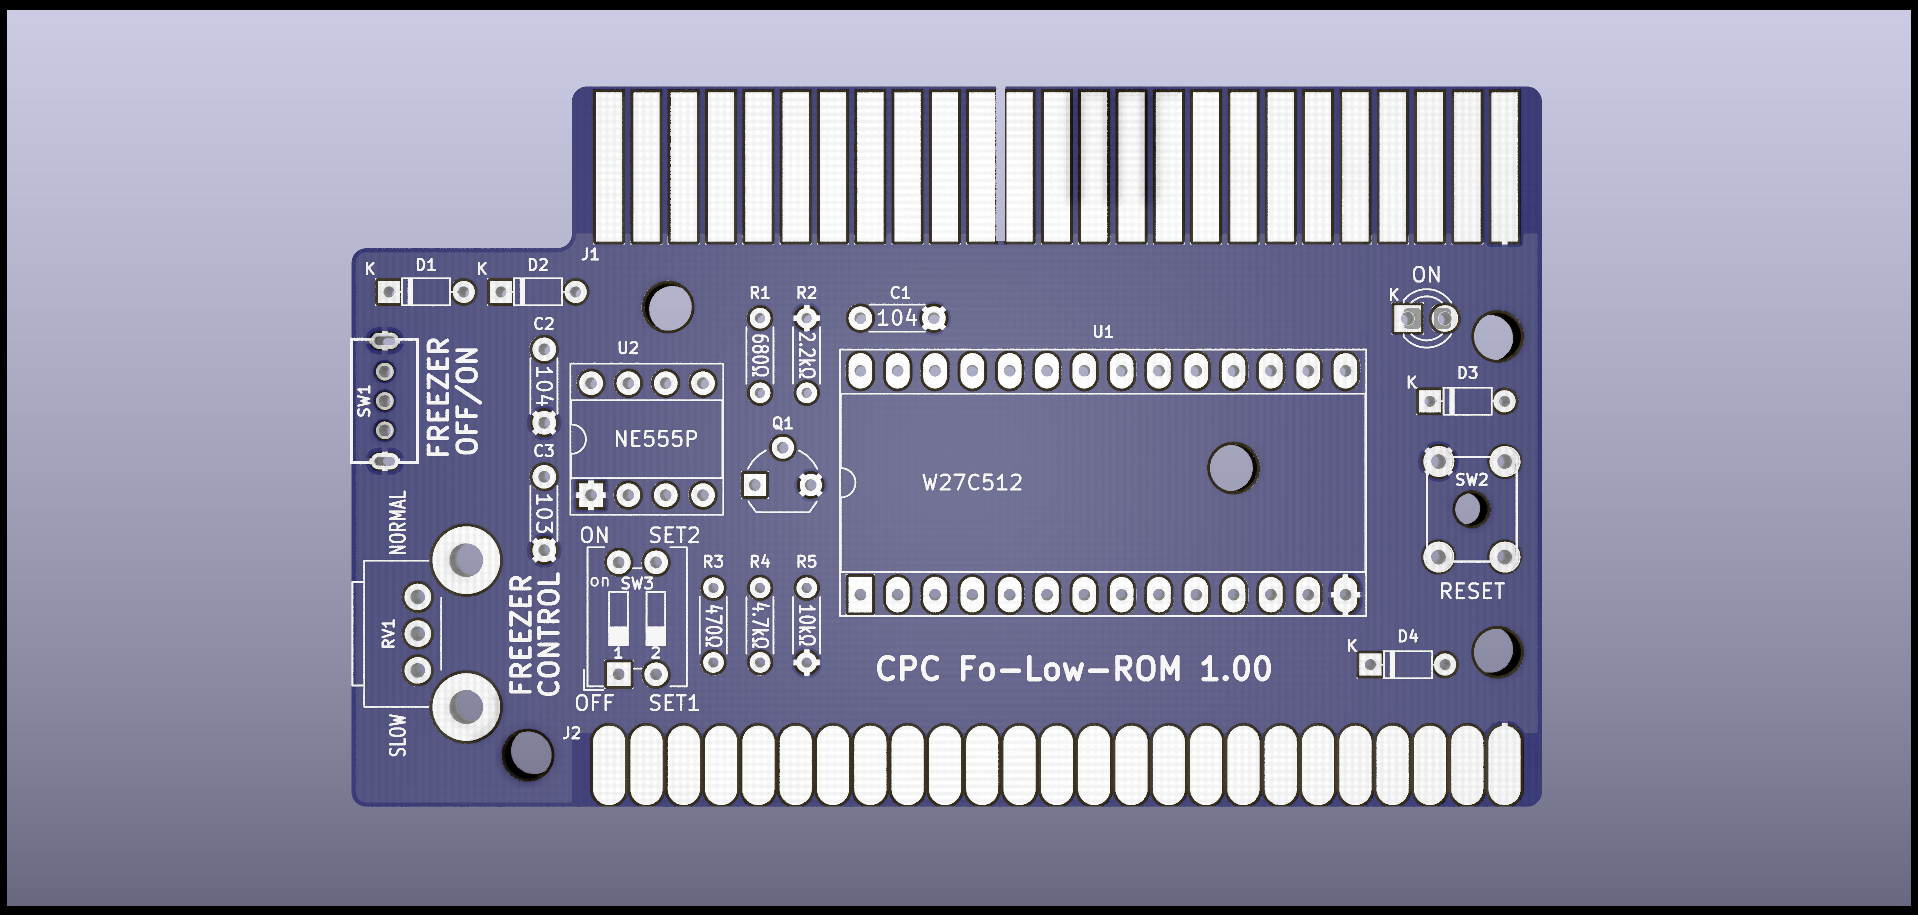 J1
K
D1
K
D2
ON
K
R1
R2
C1
104
680Ω
2.2kΩ
U1
C2
104
U2
D3
K
SW1
FREEZER
OFF/ON
NE555P
Q1
C3
103
W27C512
SW2
NORMAL
ON
SET2
on
SW3
1
2
OFF
SET1
R3
R4
R5
470Ω
4.7kΩ
10kΩ
RESET
RV1
FREEZER
CONTROL
K
D4
CPC Fo-Low-ROM 1.00
SLOW
J2